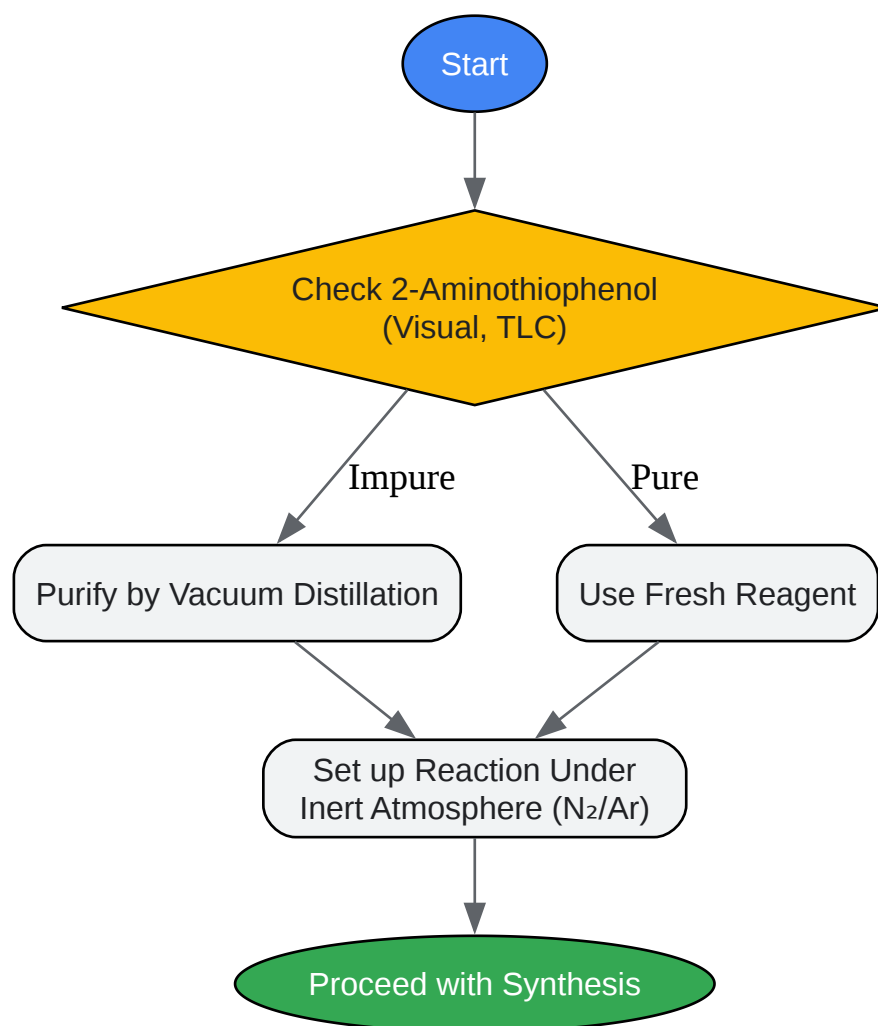 Start
Check 2-Aminothiophenol
(Visual, TLC)
Impure
Pure
Purify by Vacuum Distillation
Use Fresh Reagent
Set up Reaction Under
Inert Atmosphere (N₂/Ar)
Proceed with Synthesis